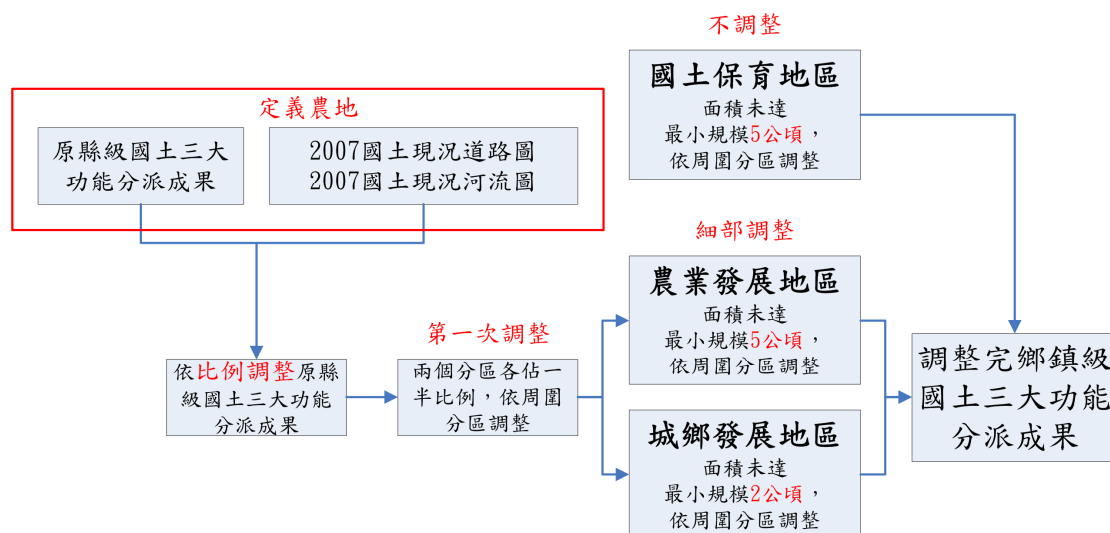 不調整
國土保育地區
面積未達
最小規模5公頃，
依周圍分區調整
定義農地
原縣級國土三大
功能分派成果
2007國土現況道路圖
2007國土現況河流圖
細部調整
農業發展地區
面積未達
最小規模5公頃，
依周圍分區調整
第一次調整
依比例調整原縣
級國土三大功能
分派成果
兩個分區各佔一
半比例，依周圍
分區調整
城鄉發展地區
面積未達
最小規模2公頃，
依周圍分區調整
調整完鄉鎮級
國土三大功能
分派成果